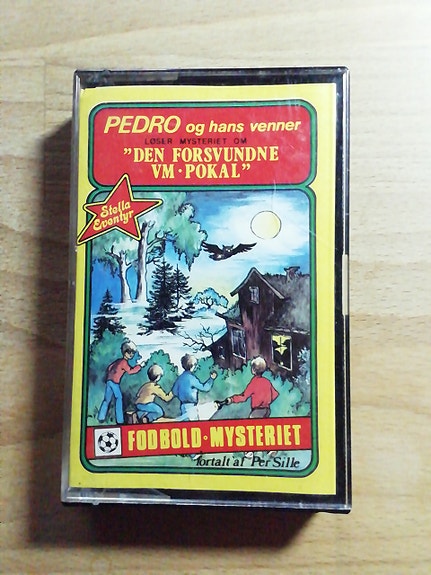 PEDRO og hans venner
LØSER MYSTERIET OM
"DEN FORSVUNDNE
VM·POKAL"
Stella
Eventyr
FODBOLD·MYSTERIET
fortalt af Per Sille